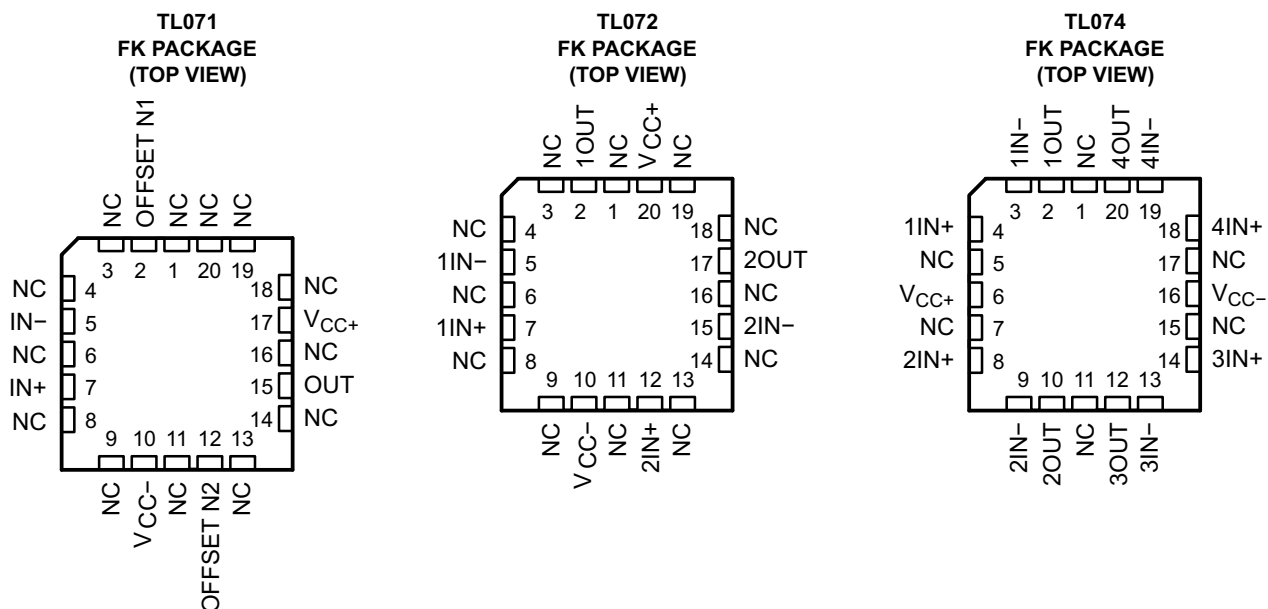 TL071
FK PACKAGE
(TOP VIEW)
NC
OFFSET N1
NC
NC
NC
3 2 1 20 19
NC 4 18 NC
IN− 5 17 VCC+
NC 6 16 NC
IN+ 7 15 OUT
NC 8 14 NC
9 10 11 12 13
NC
VCC−
NC
OFFSET N2
NC
TL072
FK PACKAGE
(TOP VIEW)
NC
1OUT
NC
VCC+
NC
3 2 1 20 19
NC 4 18 NC
1IN− 5 17 2OUT
NC 6 16 NC
1IN+ 7 15 2IN−
NC 8 14 NC
9 10 11 12 13
NC
VCC−
NC
2IN+
NC
TL074
FK PACKAGE
(TOP VIEW)
1IN−
1OUT
NC
4OUT
4IN−
3 2 1 20 19
1IN+ 4 18 4IN+
NC 5 17 NC
VCC+ 6 16 VCC−
NC 7 15 NC
2IN+ 8 14 3IN+
9 10 11 12 13
2IN−
2OUT
NC
3OUT
3IN−